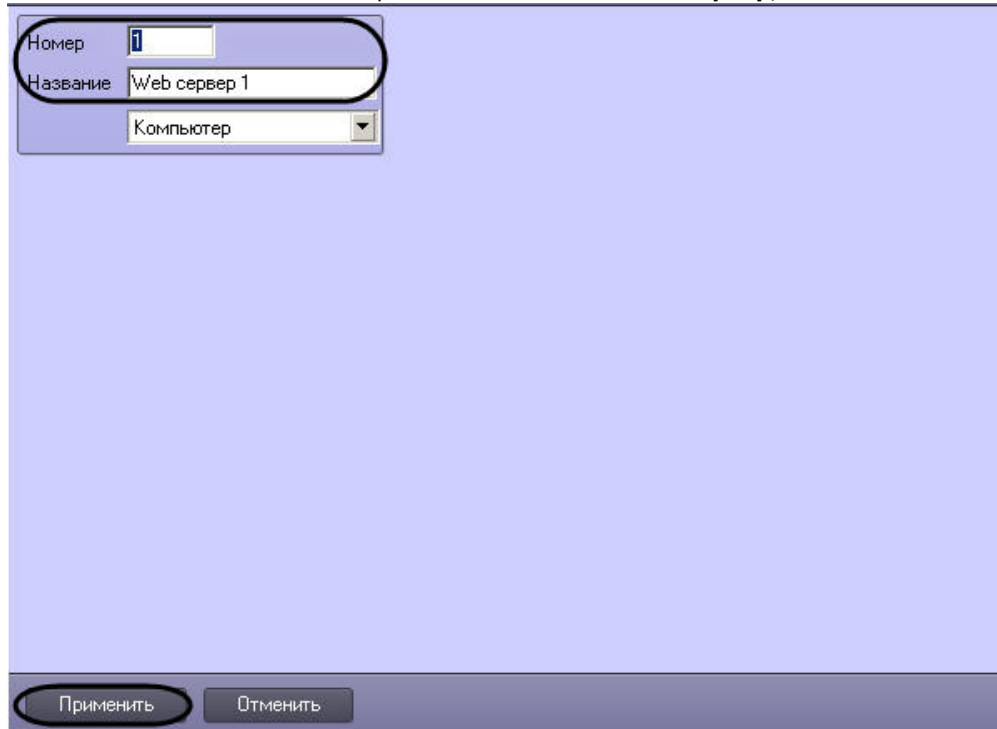 Номер 1
Название Web сервер 1
Компьютер
Применить Отменить